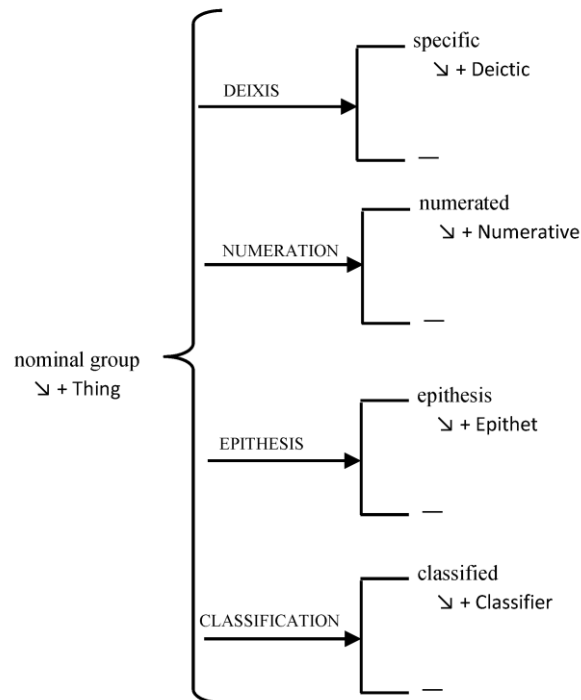 specific
↘ + Deictic
DEIXIS
—
numerated
↘ + Numerative
NUMERATION
—
nominal group
↘ + Thing
epithesis
↘ + Epithet
EPITHESIS
—
classified
↘ + Classifier
CLASSIFICATION
—